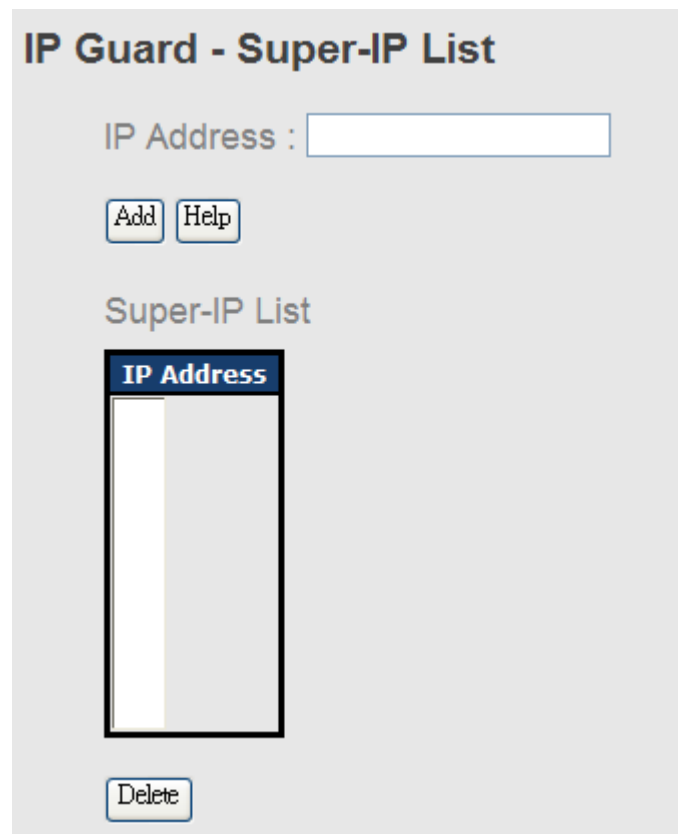 IP Guard - Super-IP List
IP Address :
Add Help
Super-IP List
IP Address
Delete